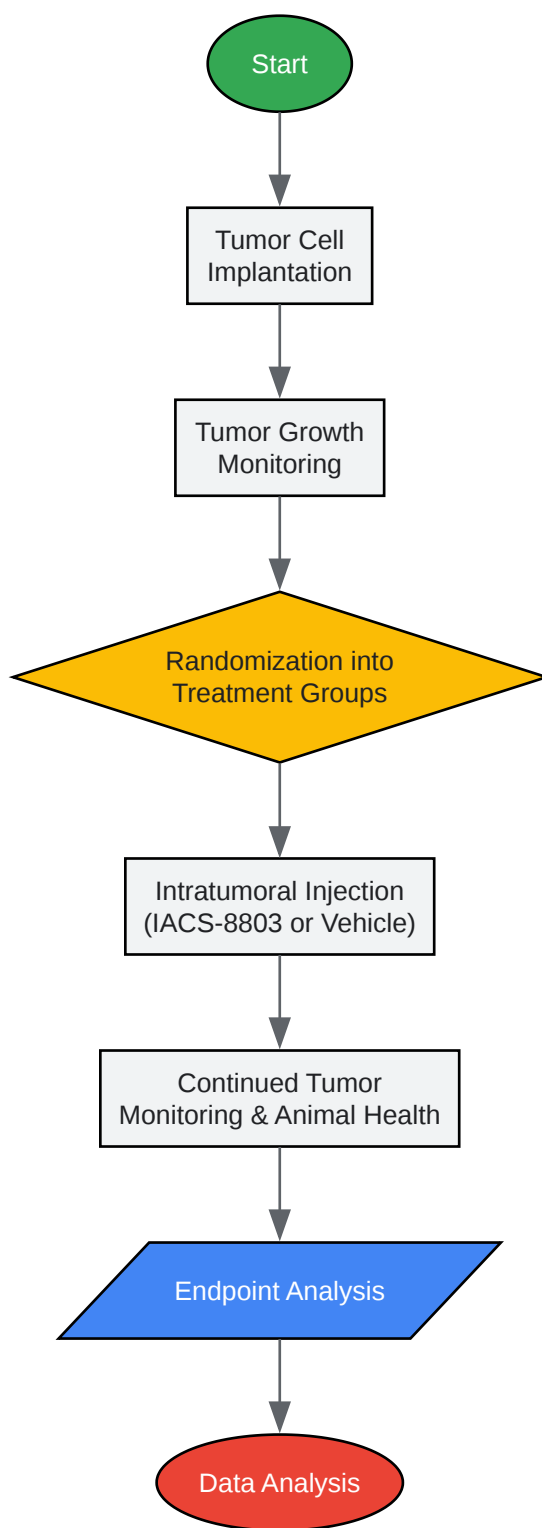 Start
Tumor Cell
Implantation
Tumor Growth
Monitoring
Randomization into
Treatment Groups
Intratumoral Injection
(IACS-8803 or Vehicle)
Continued Tumor
Monitoring & Animal Health
Endpoint Analysis
Data Analysis